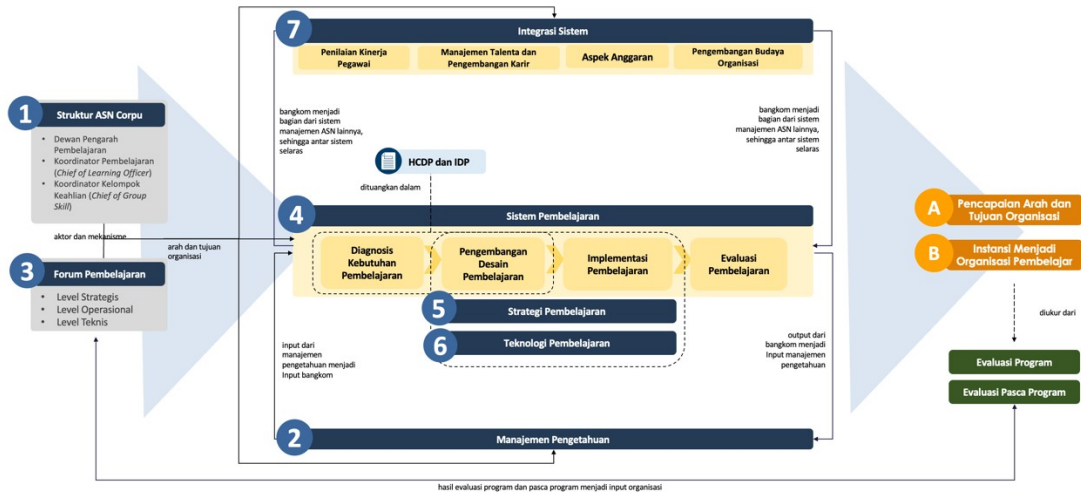 7
Integrasi Sistem
Penilaian Kinerja
Pegawai
Manajemen Talenta dan
Pengembangan Karir
Aspek Anggaran
Pengembangan Budaya
Organisasi
1
Struktur ASN Corpu
• Dewan Pengarah
Pembelajaran
• Koordinator Pembelajaran
(Chief of Learning Officer)
• Koordinator Kelompok
Keahlian (Chief of Group
Skill)
aktor dan mekanisme
3
Forum Pembelajaran
• Level Strategis
• Level Operasional
• Level Teknis
arah dan tujuan
organisasi
bangkom menjadi
bagian dari sistem
manajemen ASN lainnya,
sehingga antar sistem
selaras
HCDP dan IDP
dituangkan dalam
bangkom menjadi
bagian dari sistem
manajemen ASN lainnya,
sehingga antar sistem
selaras
4
Sistem Pembelajaran
Diagnosis
Kebutuhan
Pembelajaran
Pengembangan
Desain
Pembelajaran
Implementasi
Pembelajaran
Evaluasi
Pembelajaran
5
Strategi Pembelajaran
6
Teknologi Pembelajaran
input dari
manajemen
pengetahuan menjadi
Input bangkom
output dari
bangkom menjadi
Input manajemen
pengetahuan
2
Manajemen Pengetahuan
A
Pencapaian Arah dan
Tujuan Organisasi
B
Instansi Menjadi
Organisasi Pembelajar
diukur dari
Evaluasi Program
Evaluasi Pasca Program
hasil evaluasi program dan pasca program menjadi input organisasi